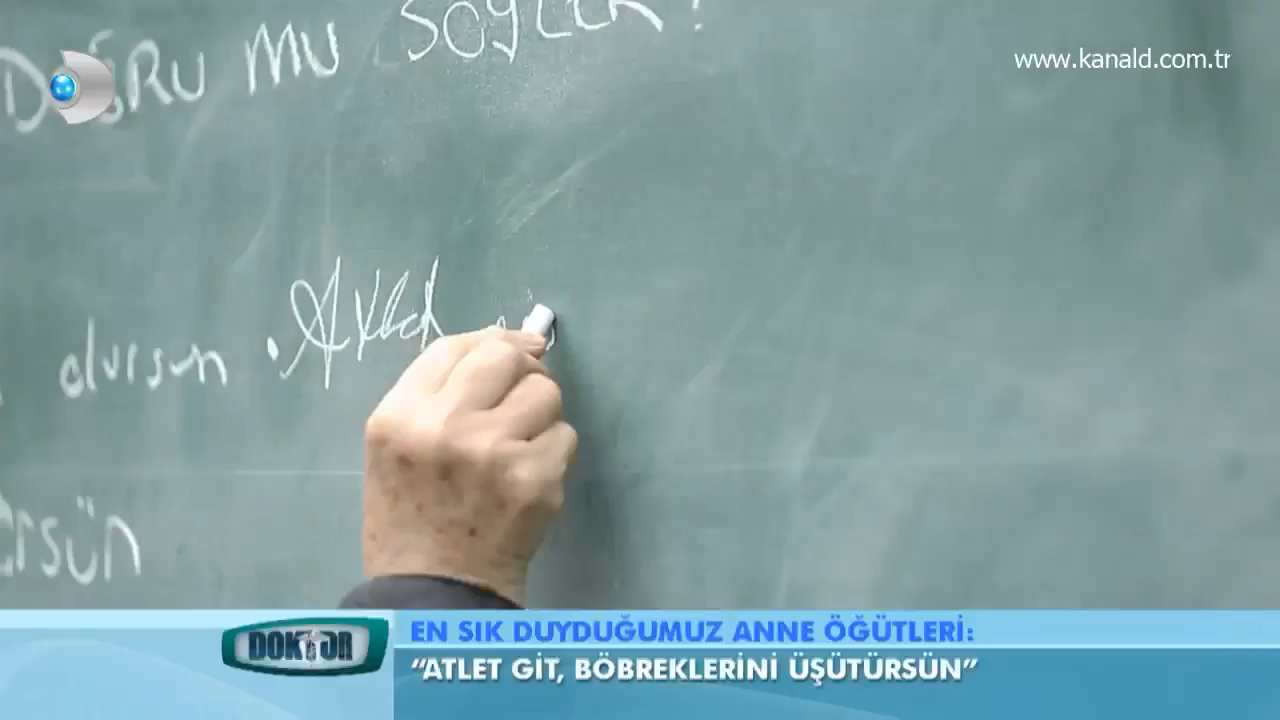 DOĞRU MU SÖYLER?
www.kanald.com.tr
olursun
DOKTOR
EN SIK DUYDUĞUMUZ ANNE ÖĞÜTLERİ:
“ATLET GİT, BÖBREKLERİNİ ÜŞÜTÜRSÜN”